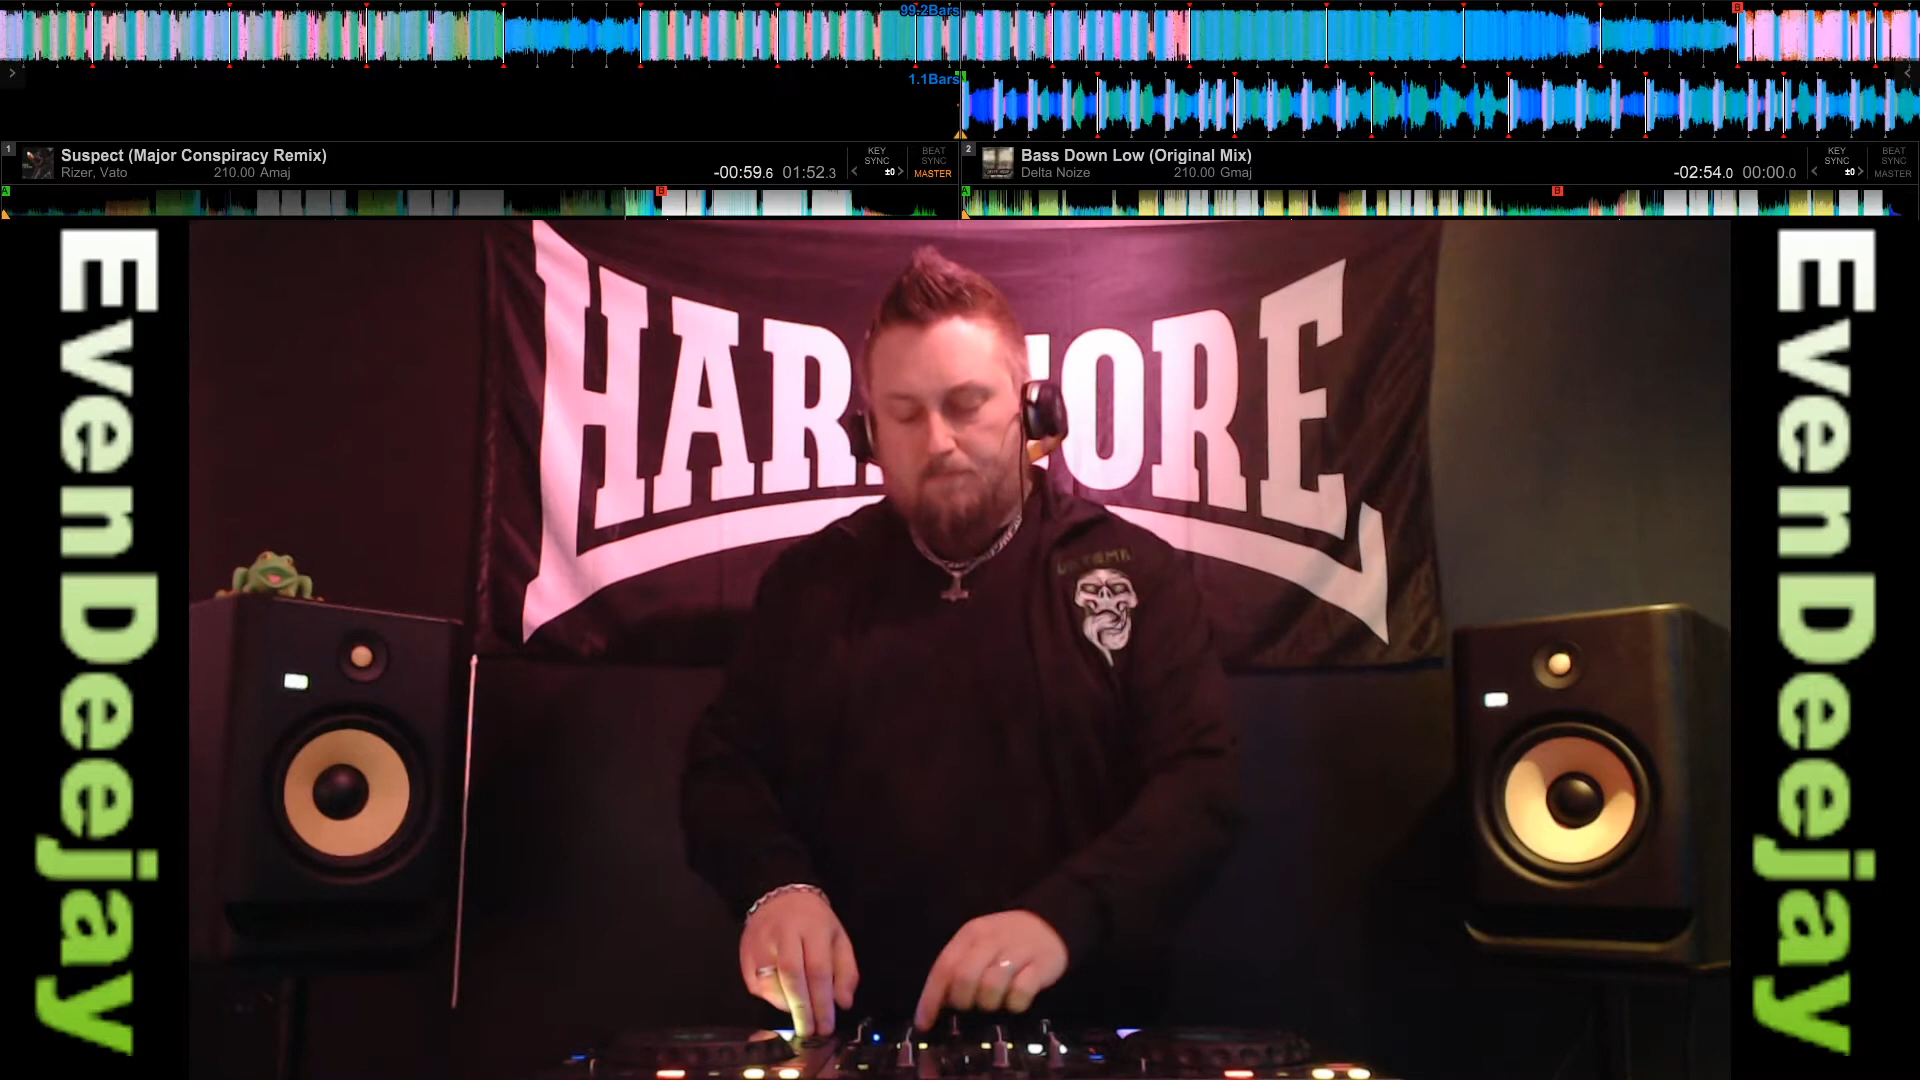 99.2Bars
B
1.1Bars
1
Suspect (Major Conspiracy Remix)
Rizer, Vato
210.00 Amaj
-00:59.6 01:52.3
KEY SYNC
±0
BEAT SYNC
MASTER
2
Bass Down Low (Original Mix)
Delta Noize
210.00 Gmaj
-02:54.0 00:00.0
KEY SYNC
±0
BEAT SYNC
MASTER
A
B
A
B
EvenDeejay
HAR
CORE
EvenDeejay